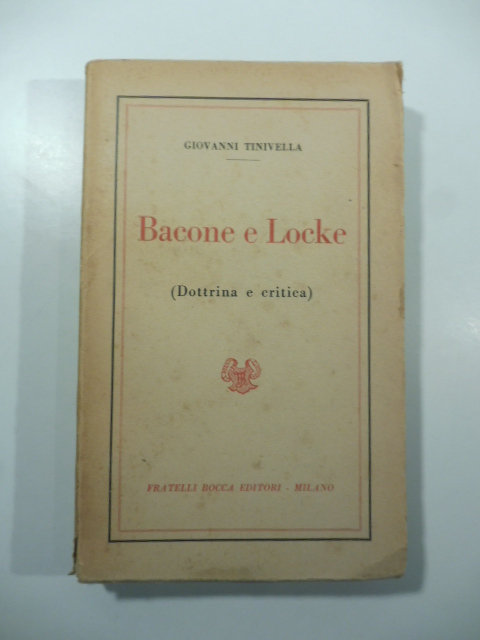 GIOVANNI TINIVELLA
Bacone e Locke
(Dottrina e critica)
FRATELLI BOCCA EDITORI - MILANO